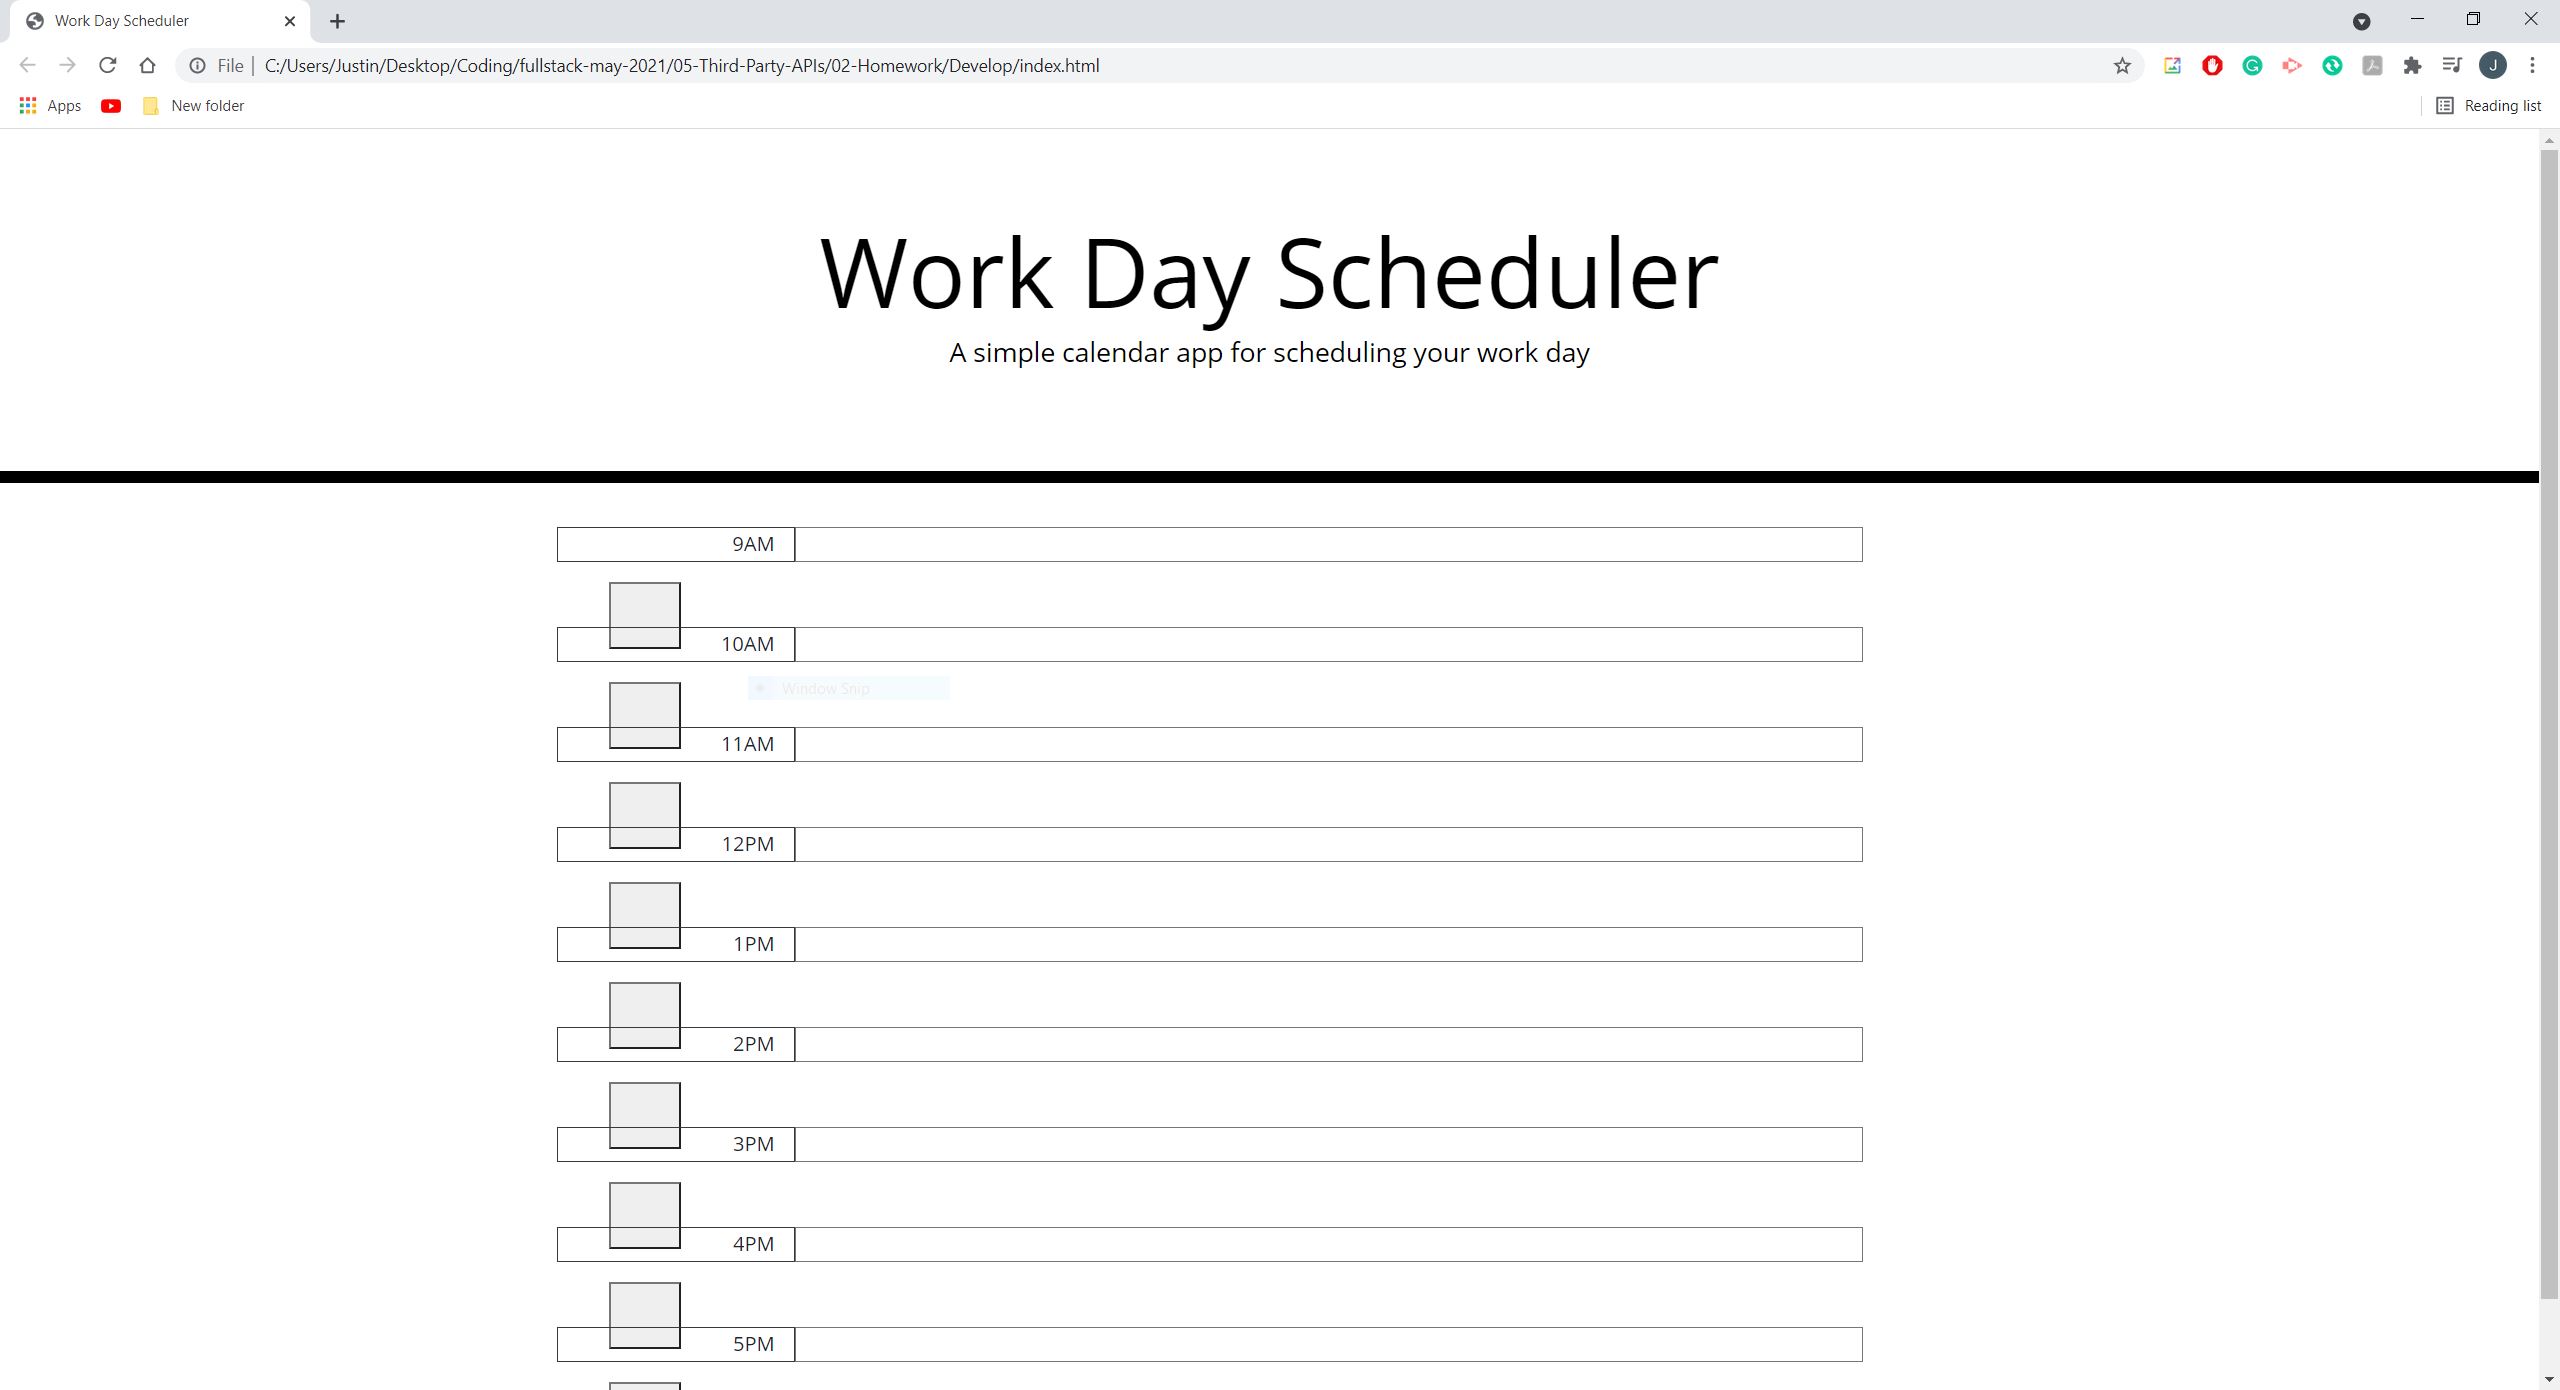 Work Day Scheduler
File | C:/Users/Justin/Desktop/Coding/fullstack-may-2021/05-Third-Party-APIs/02-Homework/Develop/index.html
J
Apps
New folder
Reading list
Work Day Scheduler
A simple calendar app for scheduling your work day
9AM
10AM
Window Snip
11AM
12PM
1PM
2PM
3PM
4PM
5PM